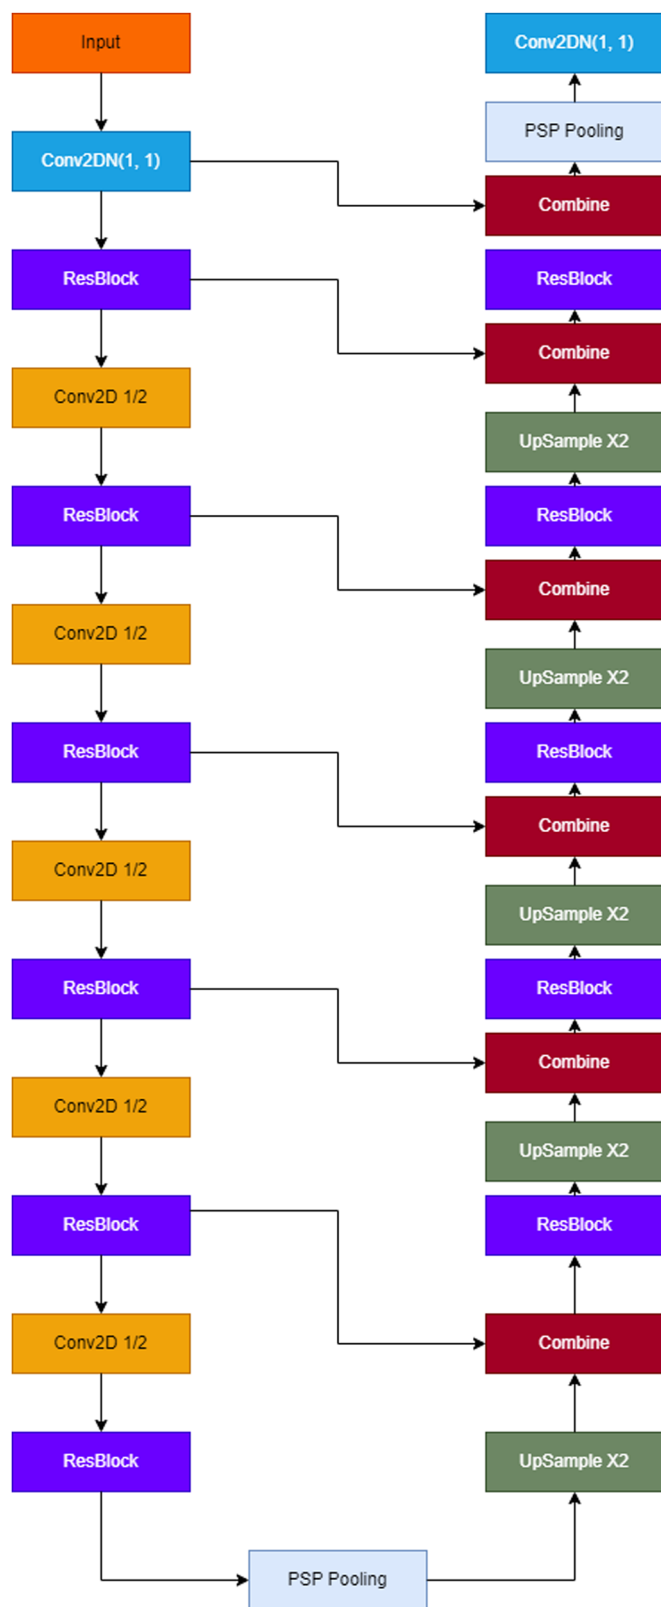 Input
Conv2DN(1, 1)
ResBlock
Conv2D 1/2
ResBlock
Conv2D 1/2
ResBlock
Conv2D 1/2
ResBlock
Conv2D 1/2
ResBlock
Conv2D 1/2
ResBlock
PSP Pooling
Conv2DN(1, 1)
PSP Pooling
Combine
ResBlock
Combine
UpSample X2
ResBlock
Combine
UpSample X2
ResBlock
Combine
UpSample X2
ResBlock
Combine
UpSample X2
ResBlock
Combine
UpSample X2